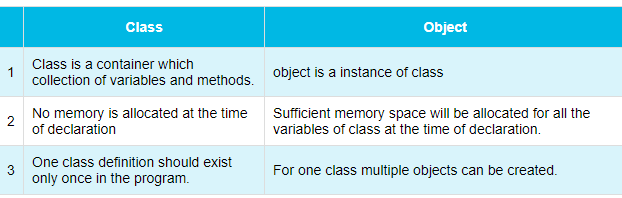 Class Object
1 Class is a container which
collection of variables and methods. object is a instance of class
2 No memory is allocated at the time
of declaration
Sufficient memory space will be allocated for all the
variables of class at the time of declaration.
3 One class definition should exist
only once in the program. For one class multiple objects can be created.